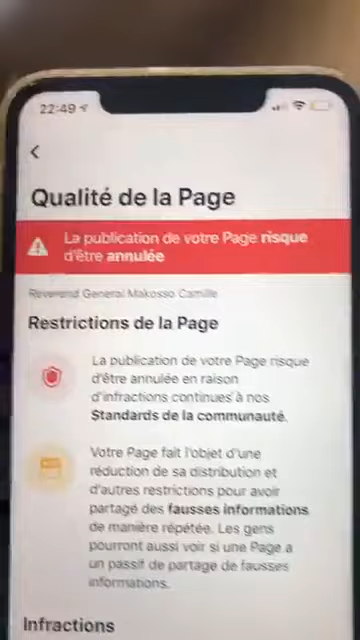 22:49
Qualité de la Page
La publication de votre Page risque
d'être annulée
Reverend General Makosso Camille
Restrictions de la Page
La publication de votre Page risque
d'être annulée en raison
d'infractions continues à nos
Standards de la communauté.
Votre Page fait l'objet d'une
réduction de sa distribution et
d'autres restrictions pour avoir
partagé des fausses informations
de manière répétée. Les gens
pourront aussi voir si une Page a
un passif de partage de fausses
informations.
Infractions